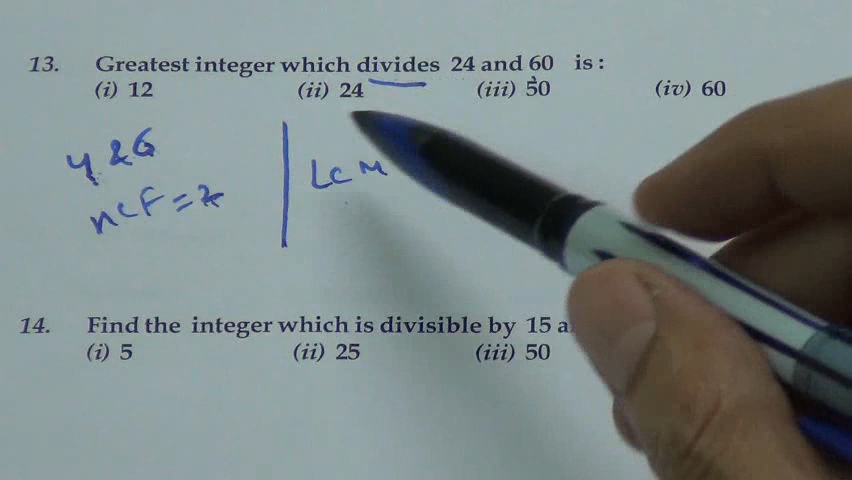 13. Greatest integer which divides 24 and 60 is :
(i) 12 (ii) 24 (iii) 50 (iv) 60
4 & 6
HCF = 2
LCM
14. Find the integer which is divisible by 15
(i) 5 (ii) 25 (iii) 50